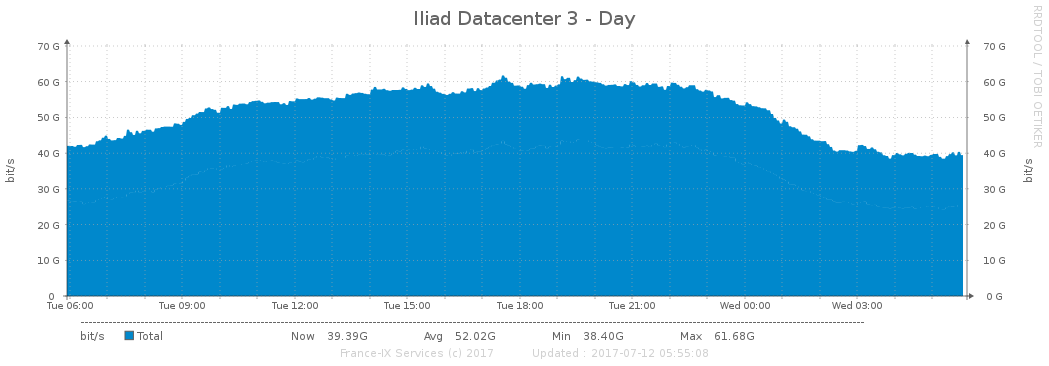 Iliad Datacenter 3 - Day
RRDTOOL / TOBI OETIKER
bit/s
bit/s
70 G 70 G
60 G 60 G
50 G 50 G
40 G 40 G
30 G 30 G
20 G 20 G
10 G 10 G
0 0 G
Tue 06:00 Tue 09:00 Tue 12:00 Tue 15:00 Tue 18:00 Tue 21:00 Wed 00:00 Wed 03:00
bit/s Total Now 39.39G Avg 52.02G Min 38.40G Max 61.68G
France-IX Services (c) 2017 Updated : 2017-07-12 05:55:08